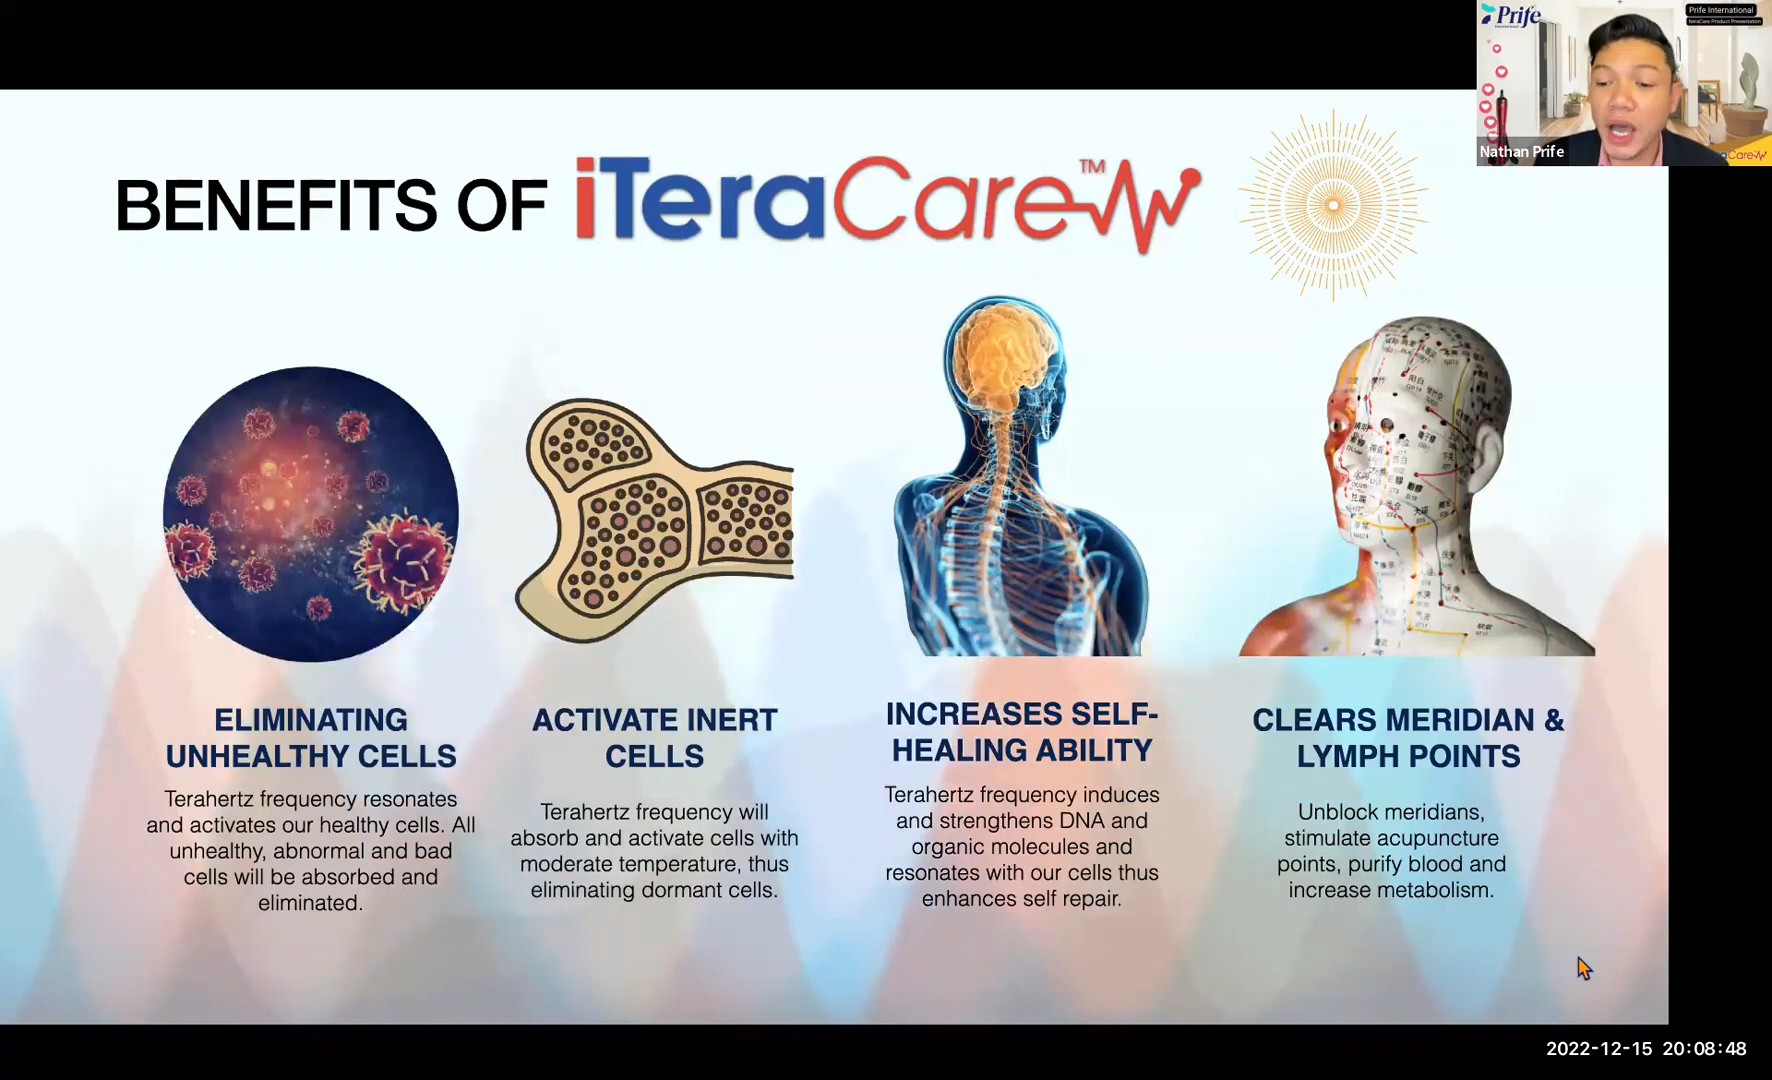 Prife
Prife International
iTeraCare Product Presentation
Nathan Prife
Care
BENEFITS OF iTeraCare™
ELIMINATING
UNHEALTHY CELLS
Terahertz frequency resonates
and activates our healthy cells. All
unhealthy, abnormal and bad
cells will be absorbed and
eliminated.
ACTIVATE INERT
CELLS
Terahertz frequency will
absorb and activate cells with
moderate temperature, thus
eliminating dormant cells.
INCREASES SELF-
HEALING ABILITY
Terahertz frequency induces
and strengthens DNA and
organic molecules and
resonates with our cells thus
enhances self repair.
CLEARS MERIDIAN &
LYMPH POINTS
Unblock meridians,
stimulate acupuncture
points, purify blood and
increase metabolism.
2022-12-15 20:08:48